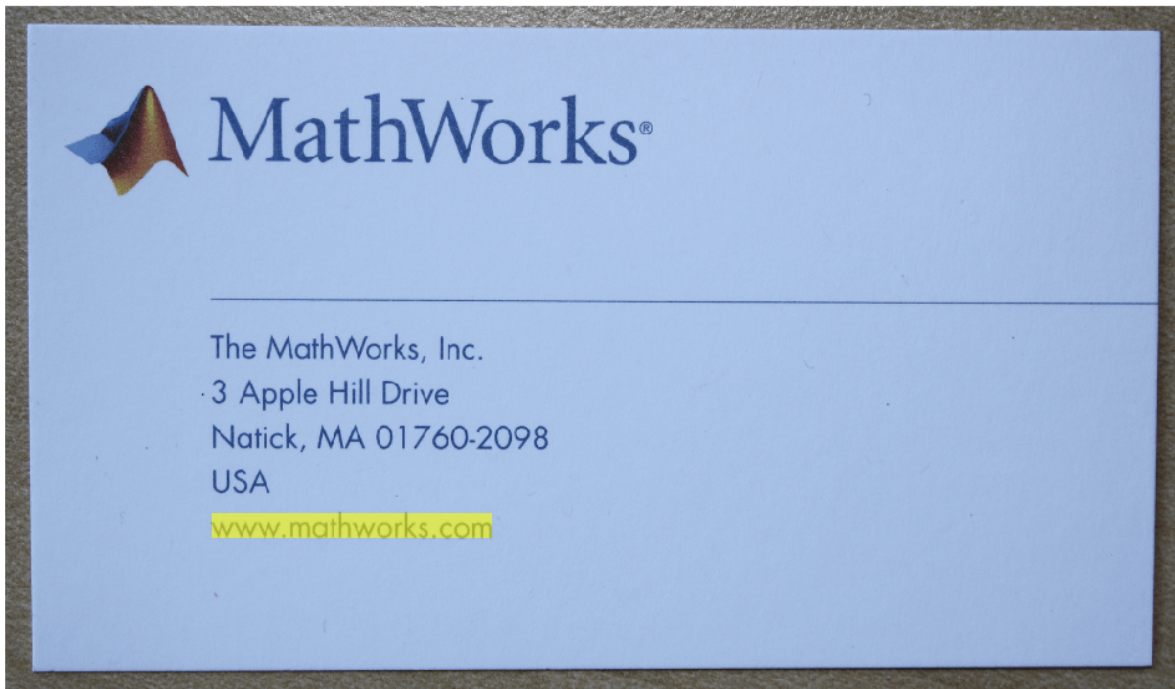 MathWorks®
The MathWorks, Inc.
3 Apple Hill Drive
Natick, MA 01760-2098
USA
www.mathworks.com